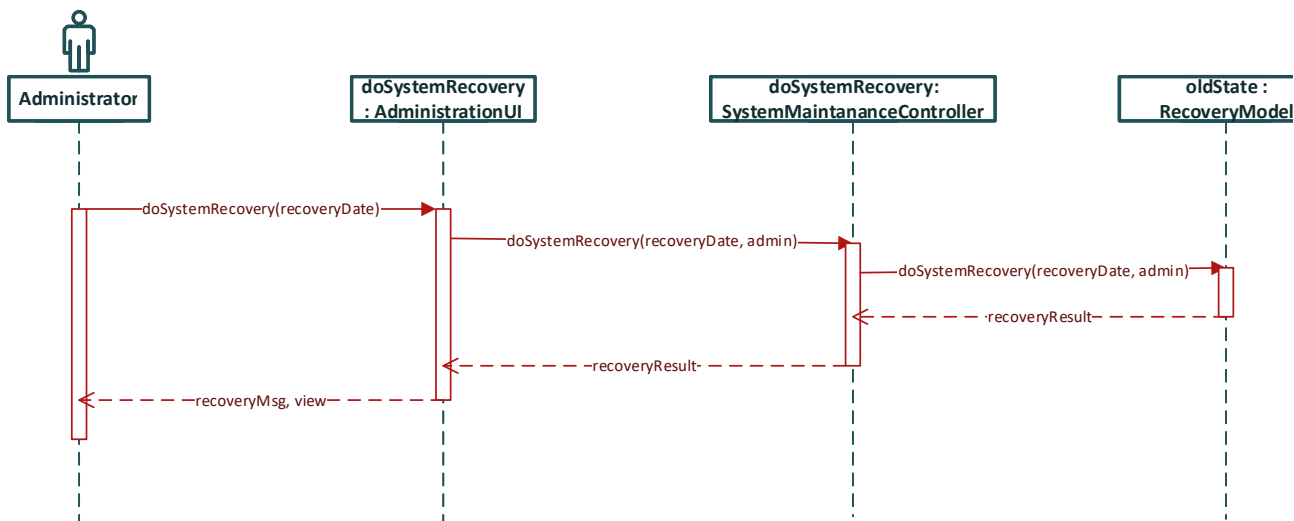 Administrator
doSystemRecovery
: AdministrationUI
doSystemRecovery:
SystemMaintananceController
oldState :
RecoveryModel
doSystemRecovery(recoveryDate)
doSystemRecovery(recoveryDate, admin)
doSystemRecovery(recoveryDate, admin)
recoveryResult
recoveryResult
recoveryMsg, view